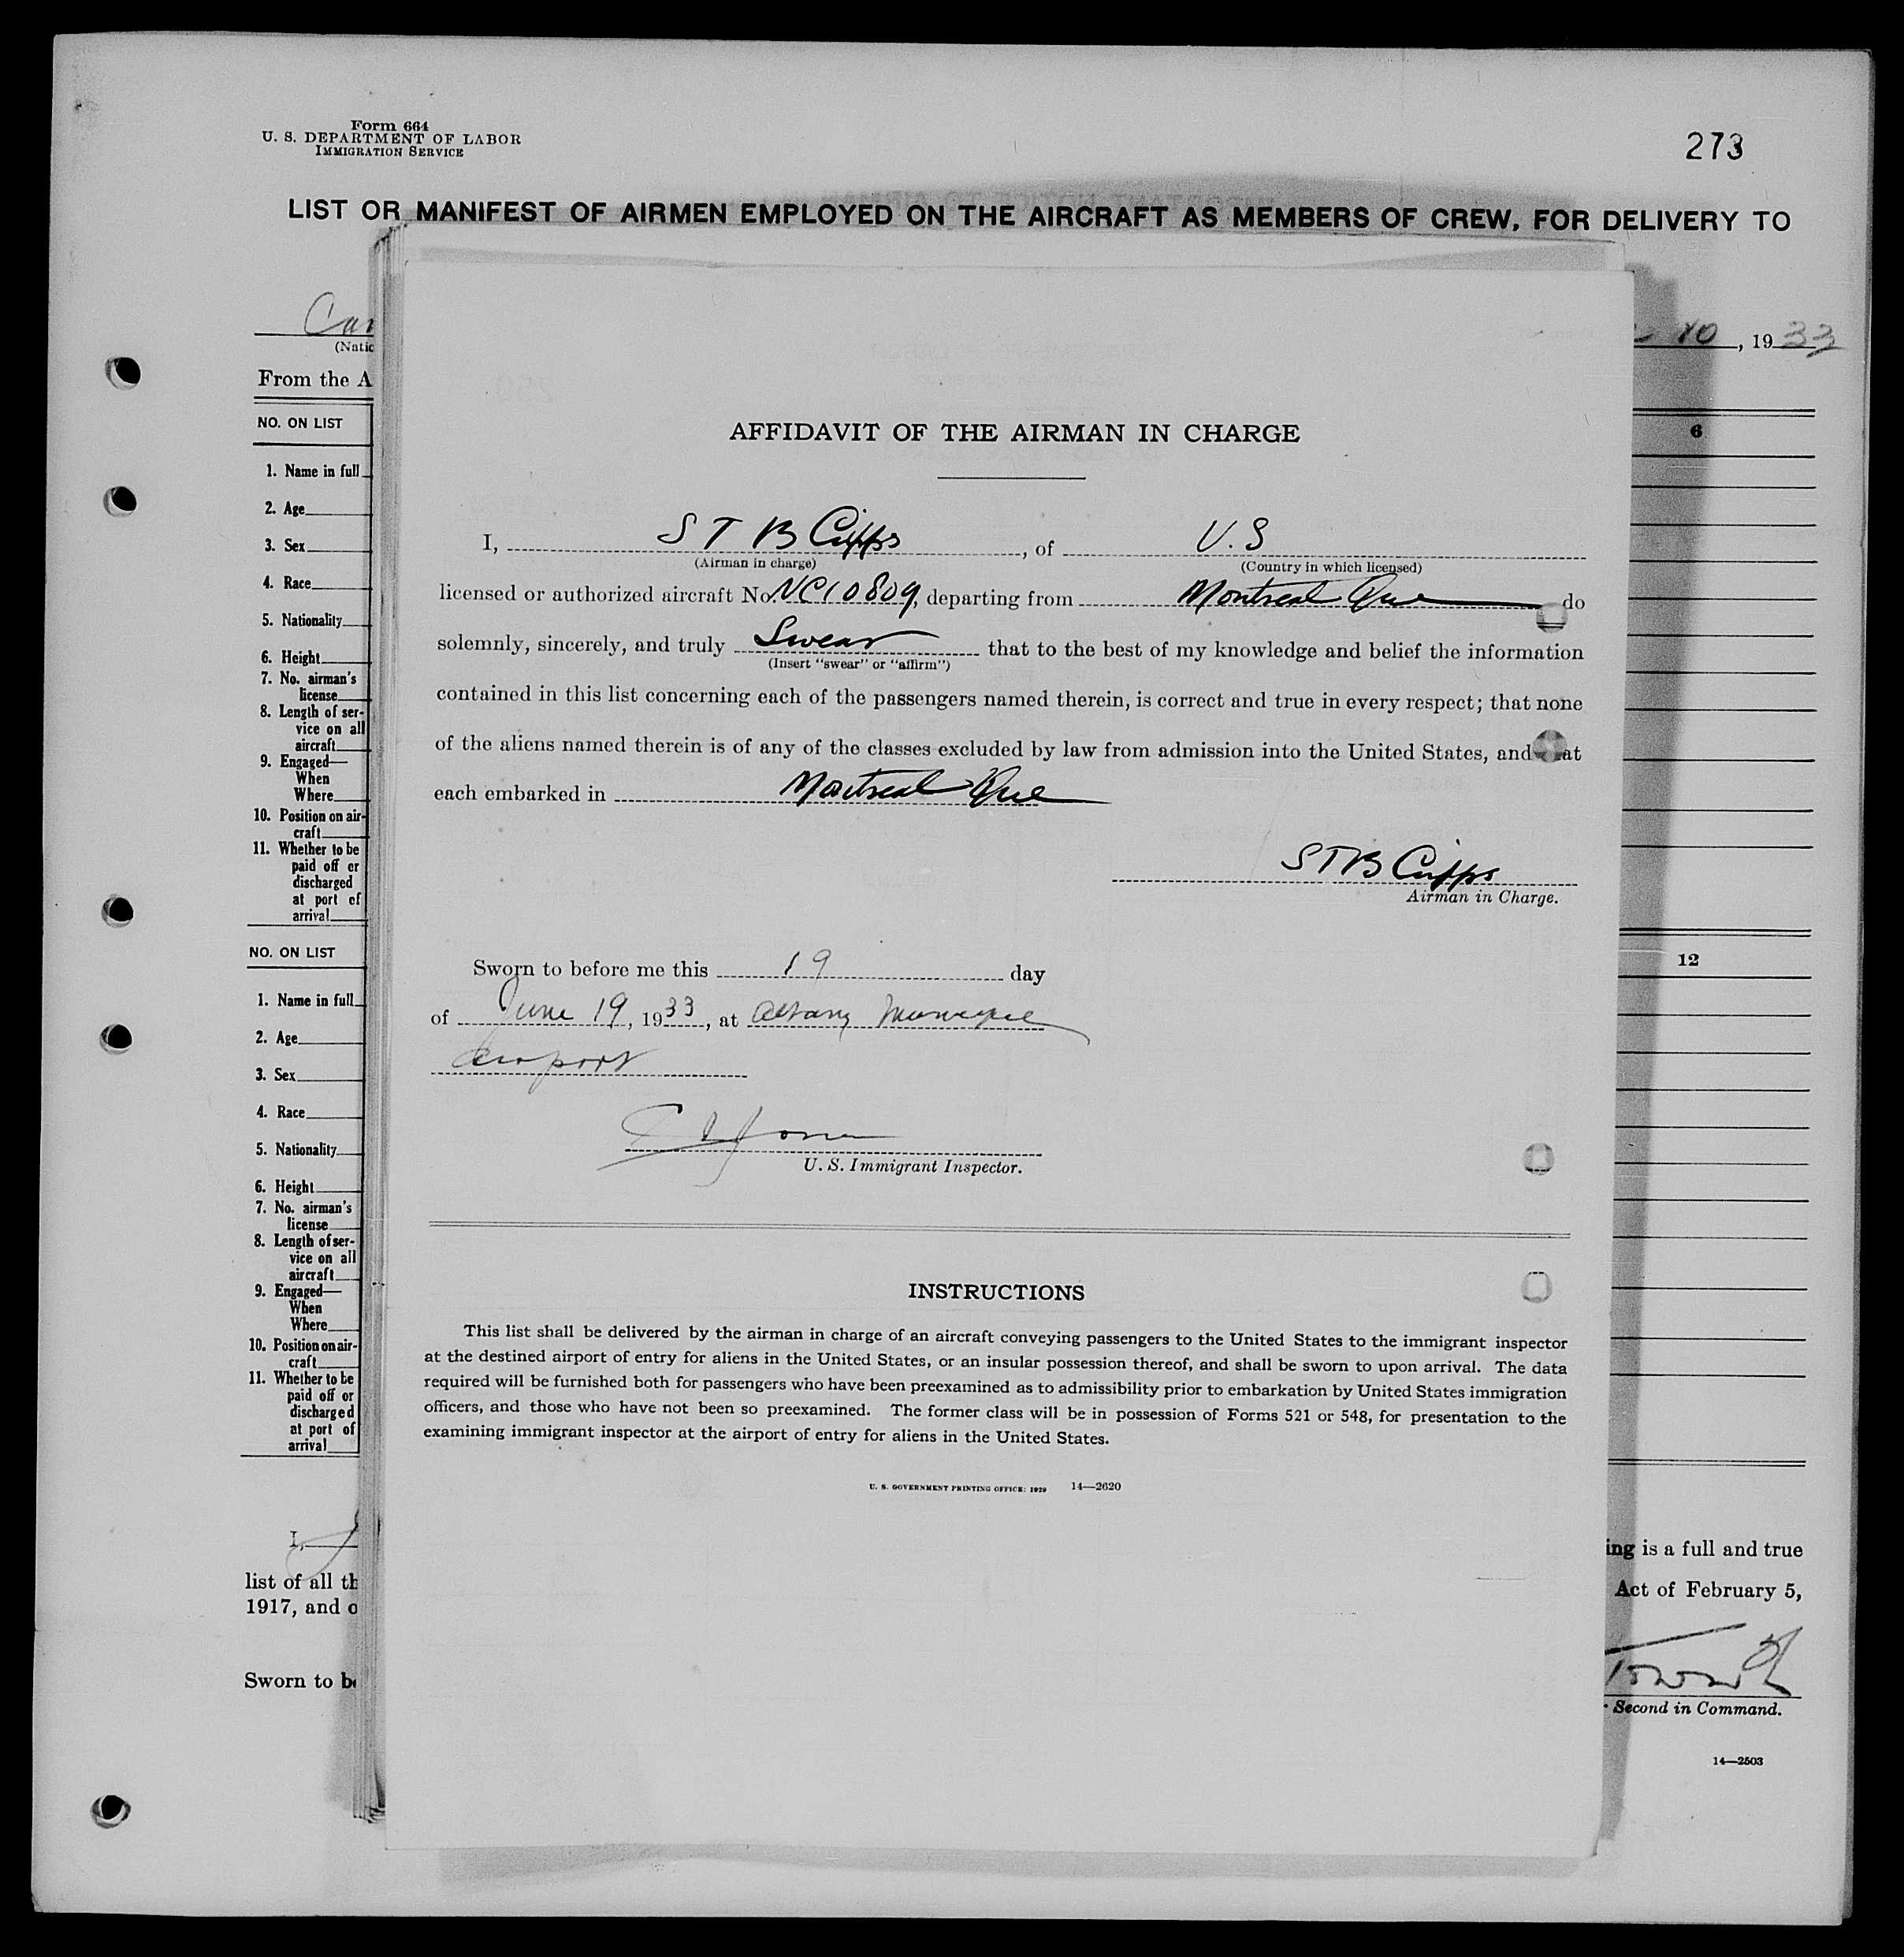 Form 664
U. S. DEPARTMENT OF LABOR
IMMIGRATION SERVICE
273
LIST OR MANIFEST OF AIRMEN EMPLOYED ON THE AIRCRAFT AS MEMBERS OF CREW, FOR DELIVERY TO
10, 1933
From the A
NO. ON LIST
6
1. Name in full
2. Age
3. Sex
4. Race
5. Nationality
6. Height
7. No. airman's
license
8. Length of ser-
vice on all
aircraft
9. Engaged—
When
Where
10. Position on air-
craft
11. Whether to be
paid off or
discharged
at port of
arrival
NO. ON LIST
12
1. Name in full
2. Age
3. Sex
4. Race
5. Nationality
6. Height
7. No. airman's
license
8. Length of ser-
vice on all
aircraft
9. Engaged—
When
Where
10. Position on air-
craft
11. Whether to be
paid off or
discharged
at port of
arrival
I,
ing is a full and true
list of all th
Act of February 5,
1917, and o
Sworn to be
Second in Command.
14—2503
AFFIDAVIT OF THE AIRMAN IN CHARGE
I, S T B Cipps, of U.S
(Airman in charge) (Country in which licensed)
licensed or authorized aircraft No. NC10809, departing from Montreal Que do
solemnly, sincerely, and truly Swear that to the best of my knowledge and belief the information
(Insert "swear" or "affirm")
contained in this list concerning each of the passengers named therein, is correct and true in every respect; that none
of the aliens named therein is of any of the classes excluded by law from admission into the United States, and that
each embarked in Montreal Que
S T B Cipps
Airman in Charge.
Sworn to before me this 19 day
of June 19, 1933, at Albany Municipal
Airport
U. S. Immigrant Inspector.
INSTRUCTIONS
This list shall be delivered by the airman in charge of an aircraft conveying passengers to the United States to the immigrant inspector
at the destined airport of entry for aliens in the United States, or an insular possession thereof, and shall be sworn to upon arrival. The data
required will be furnished both for passengers who have been preexamined as to admissibility prior to embarkation by United States immigration
officers, and those who have not been so preexamined. The former class will be in possession of Forms 521 or 548, for presentation to the
examining immigrant inspector at the airport of entry for aliens in the United States.
U. S. GOVERNMENT PRINTING OFFICE: 1929 14—2620